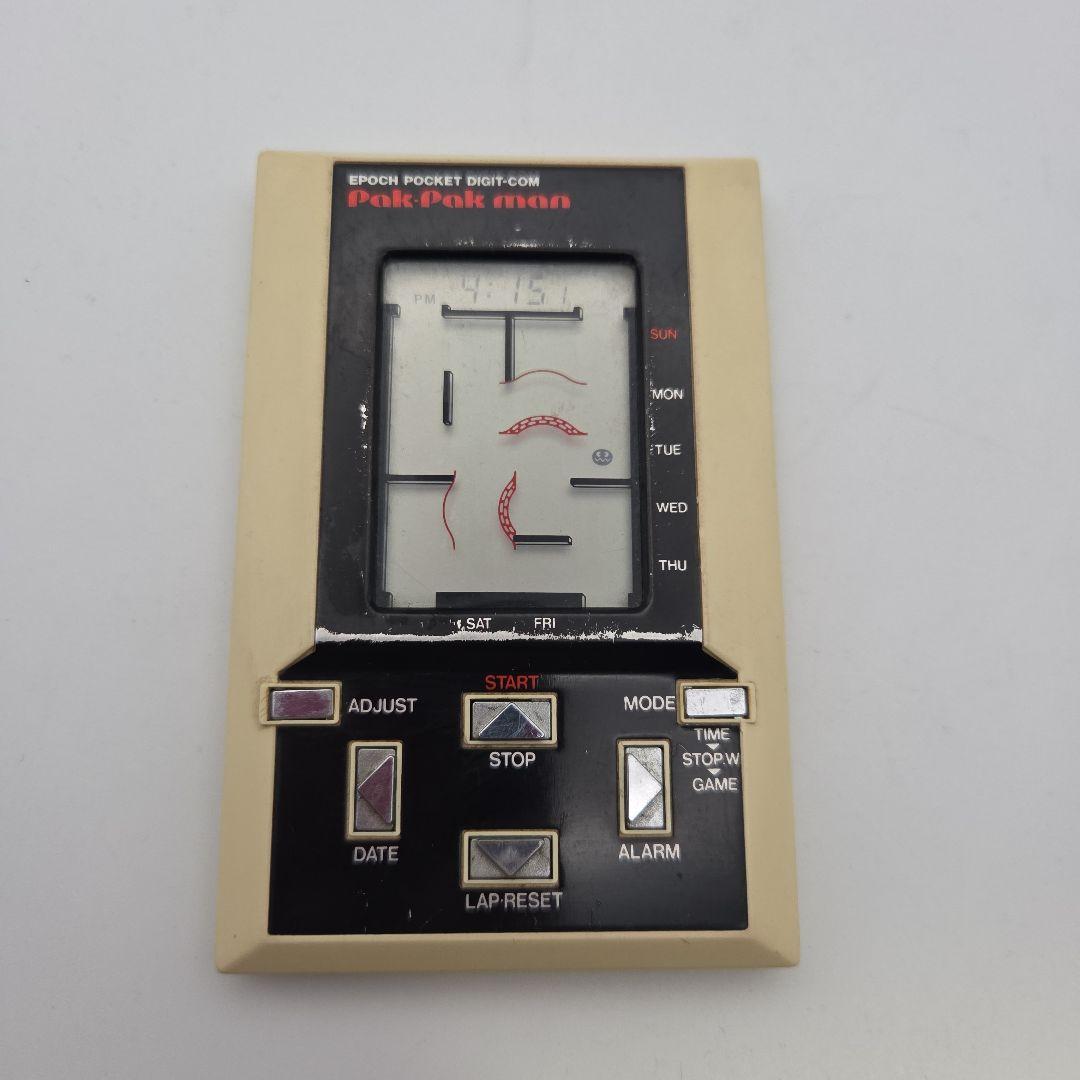 EPOCH POCKET DIGIT-COM
Pak·Pak man
PM 4:15
SUN
MON
TUE
WED
THU
SAT FRI
START
ADJUST
MODE
STOP
TIME
STOP.W
GAME
DATE
ALARM
LAP·RESET